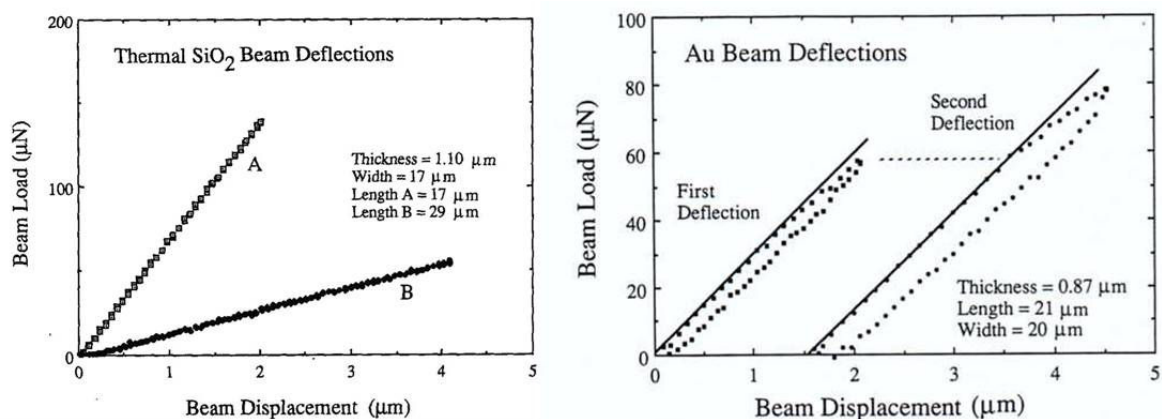 200
150
100
0
Thermal SiO₂ Beam Deflections
A
B
Thickness = 1.10 μm
Width = 17 μm
Length A = 17 μm
Length B = 29 μm
Beam Load (μN)
0 1 2 3 4 5
Beam Displacement (μm)
100
80
60
40
20
0
Au Beam Deflections
Second
Deflection
First
Deflection
Thickness = 0.87 μm
Length = 21 μm
Width = 20 μm
Beam Load (μN)
0 1 2 3 4 5
Beam Displacement (μm)